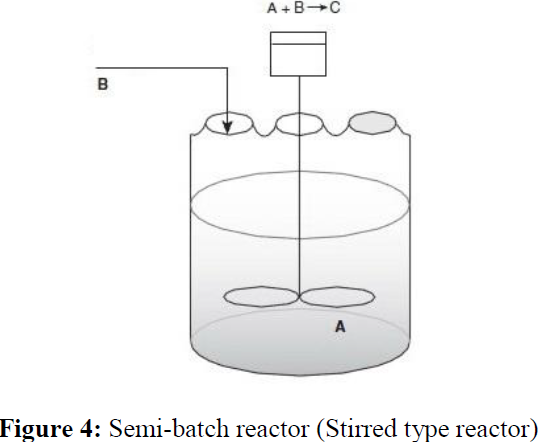 A + B → C
B
A
Figure 4: Semi-batch reactor (Stirred type reactor)